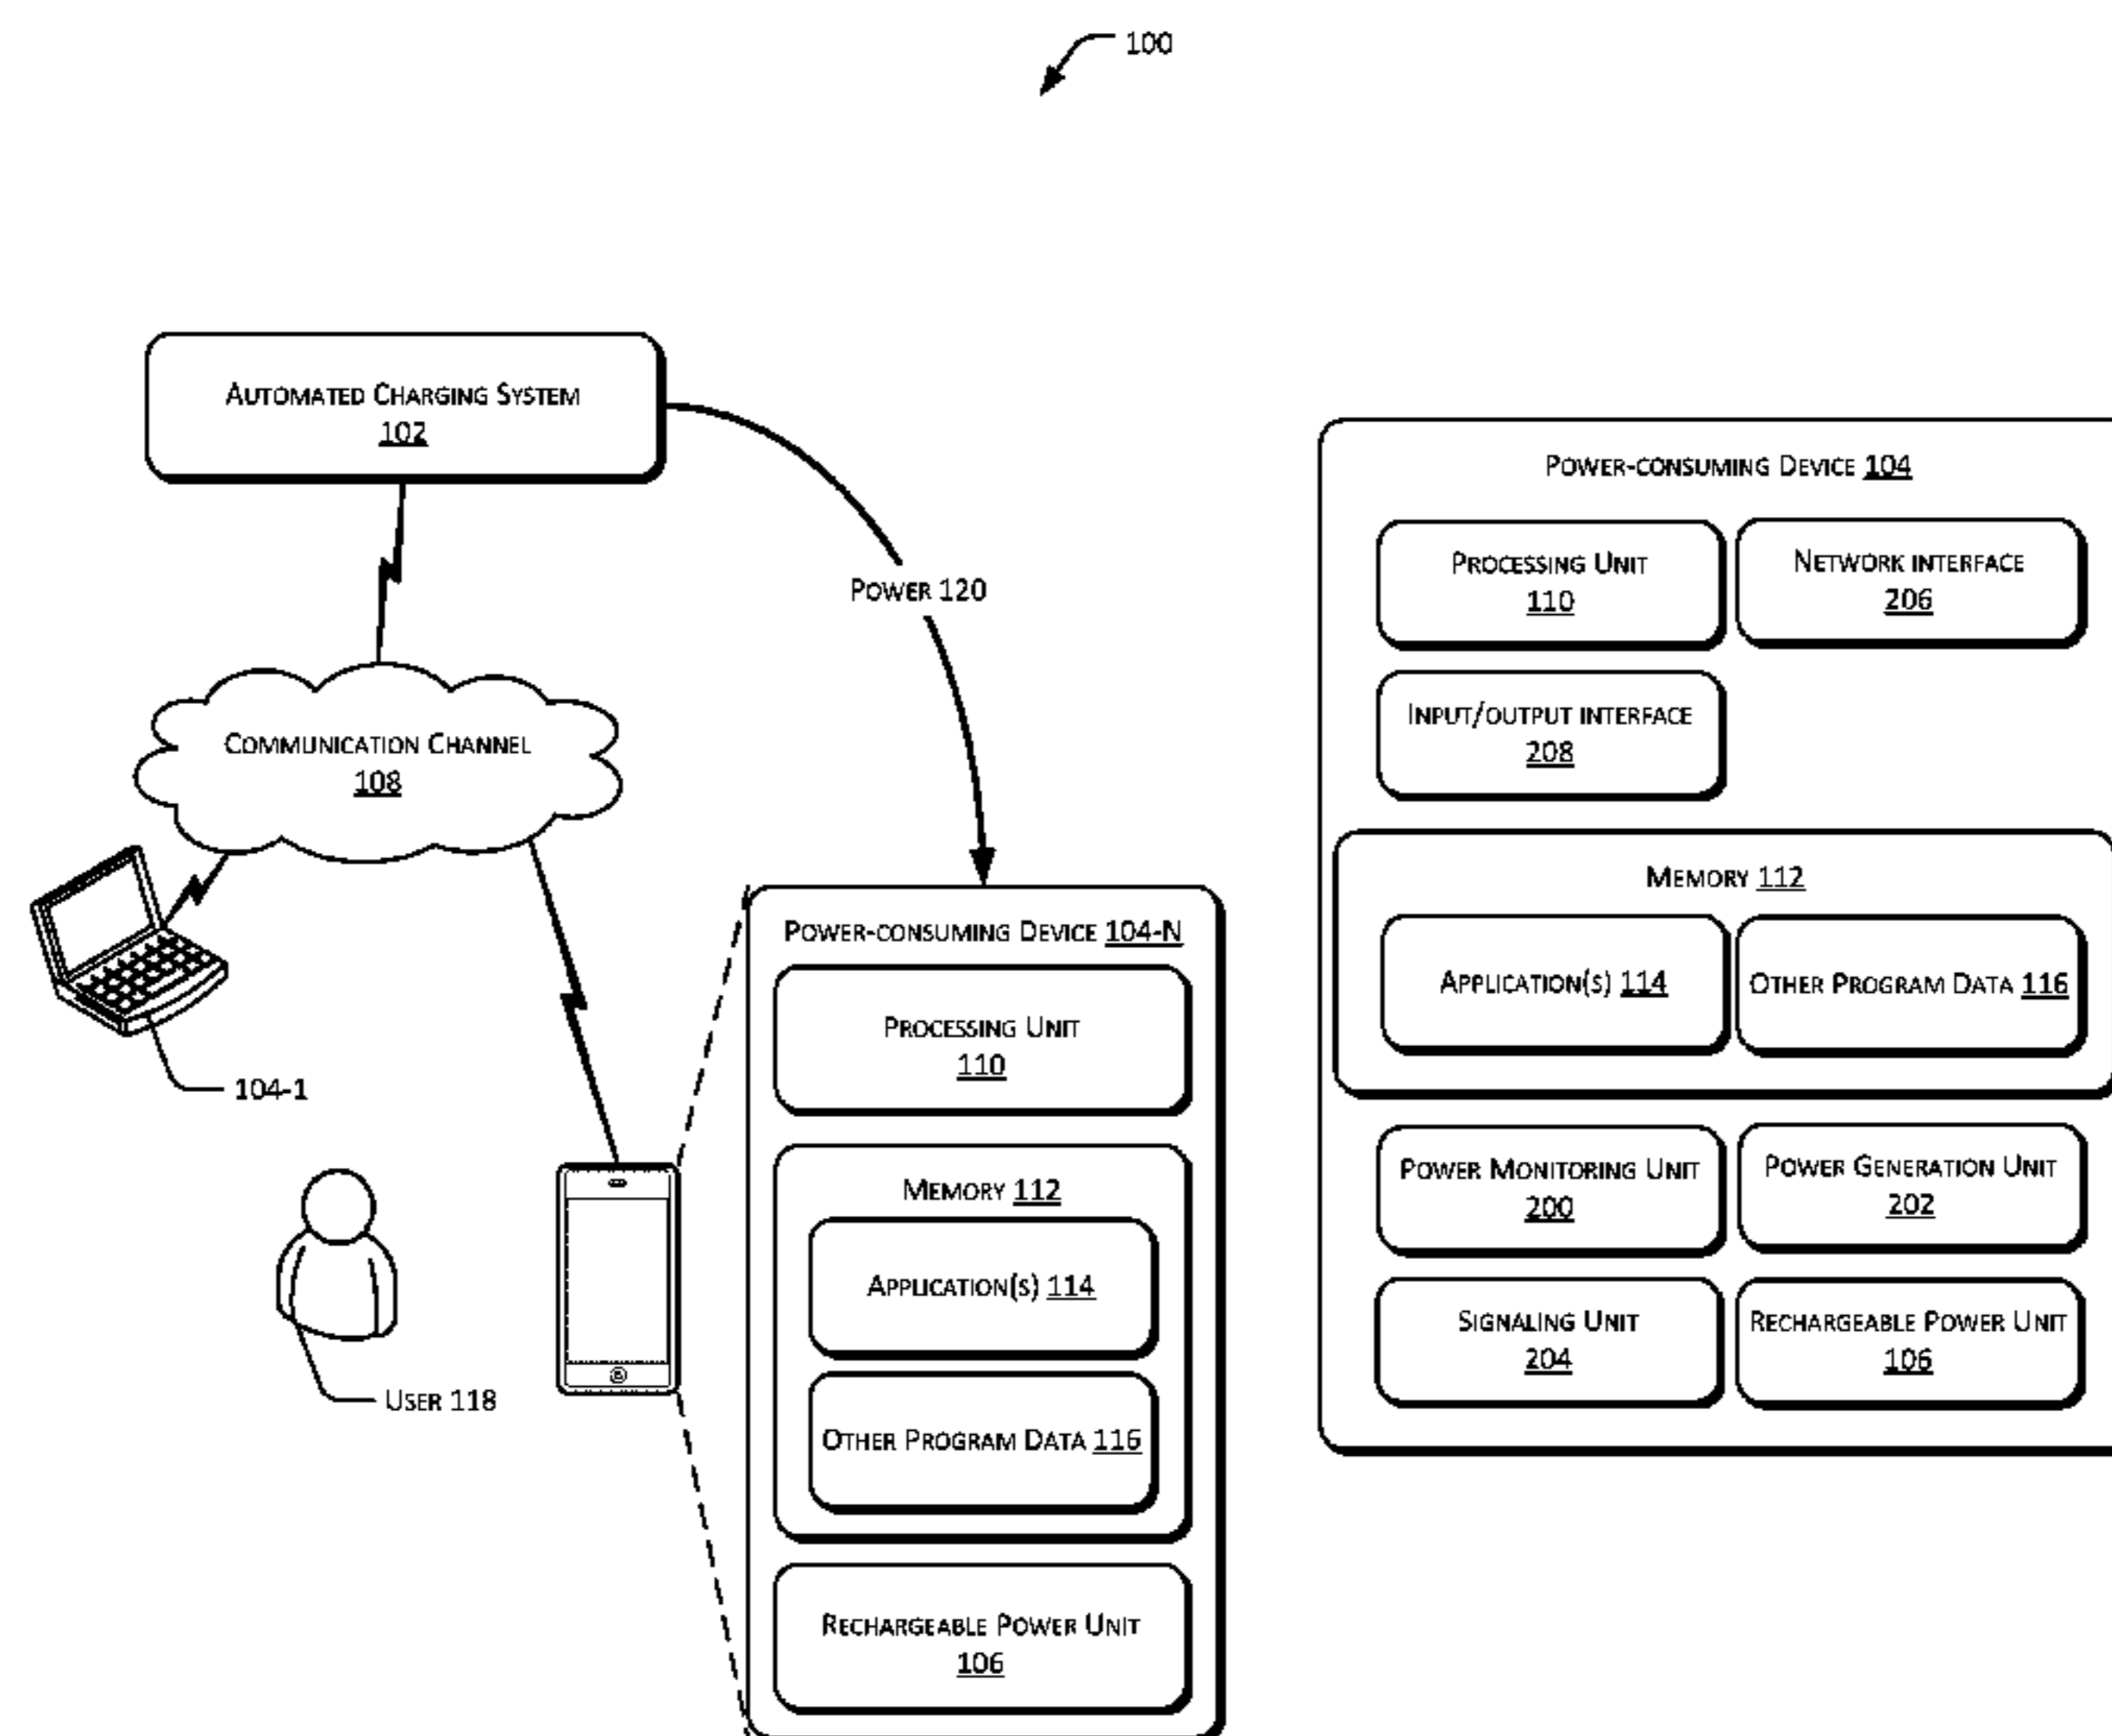 100
Automated Charging System
102
Power 120
Communication Channel
108
104-1
User 118
Power-consuming Device 104-N
Processing Unit
110
Memory 112
Application(s) 114
Other Program Data 116
Rechargeable Power Unit
106
Power-consuming Device 104
Processing Unit
110
Network interface
206
Input/output interface
208
Memory 112
Application(s) 114
Other Program Data 116
Power Monitoring Unit
200
Power Generation Unit
202
Signaling Unit
204
Rechargeable Power Unit
106